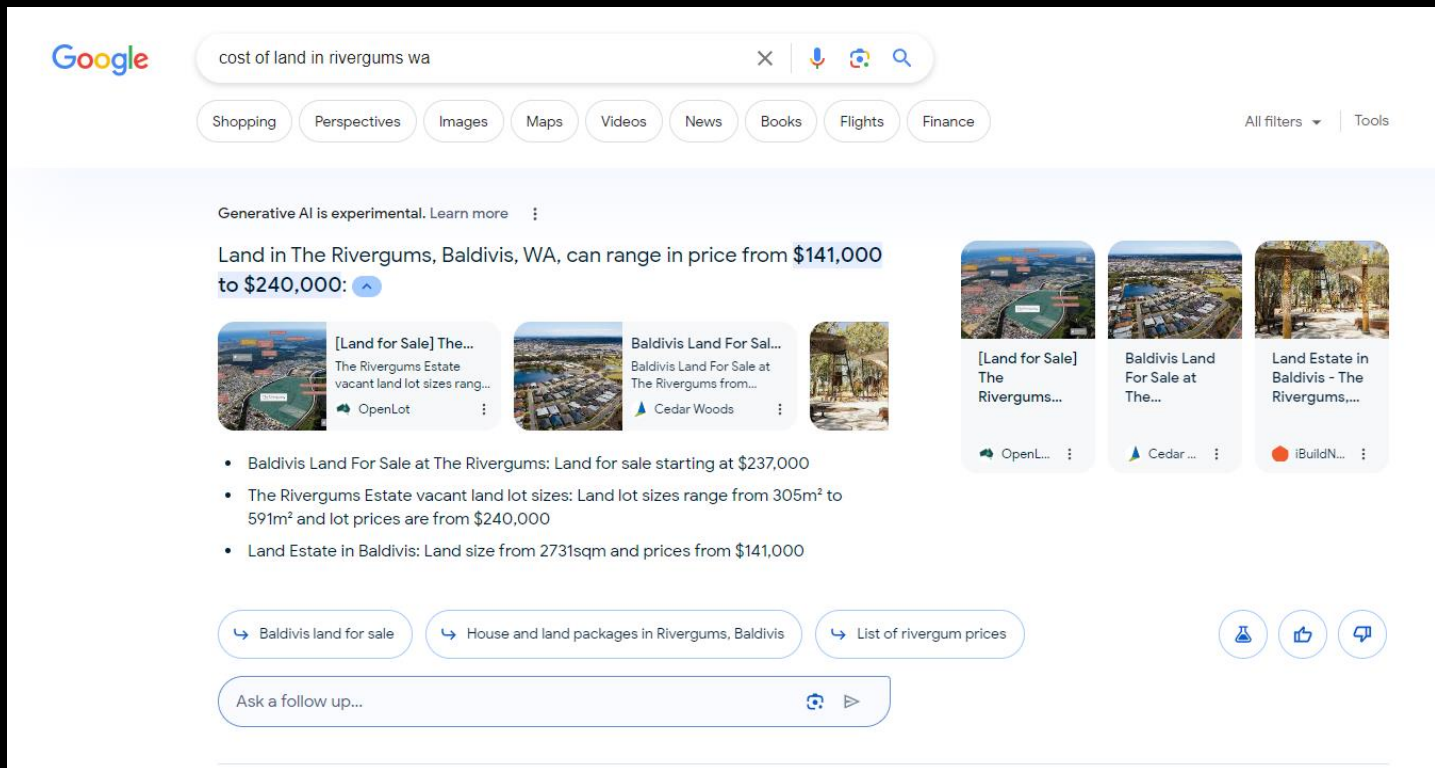 Google
cost of land in rivergums wa
Shopping
Perspectives
Images
Maps
Videos
News
Books
Flights
Finance
All filters
Tools
Generative AI is experimental. Learn more
Land in The Rivergums, Baldivis, WA, can range in price from $141,000
to $240,000:
[Land for Sale] The...
The Rivergums Estate
vacant land lot sizes rang...
OpenLot
Baldivis Land For Sal...
Baldivis Land For Sale at
The Rivergums from...
Cedar Woods
• Baldivis Land For Sale at The Rivergums: Land for sale starting at $237,000
• The Rivergums Estate vacant land lot sizes: Land lot sizes range from 305m² to
591m² and lot prices are from $240,000
• Land Estate in Baldivis: Land size from 2731sqm and prices from $141,000
[Land for Sale]
The
Rivergums...
OpenL...
Baldivis Land
For Sale at
The...
Cedar ...
Land Estate in
Baldivis - The
Rivergums,...
iBuildN...
Baldivis land for sale
House and land packages in Rivergums, Baldivis
List of rivergum prices
Ask a follow up...